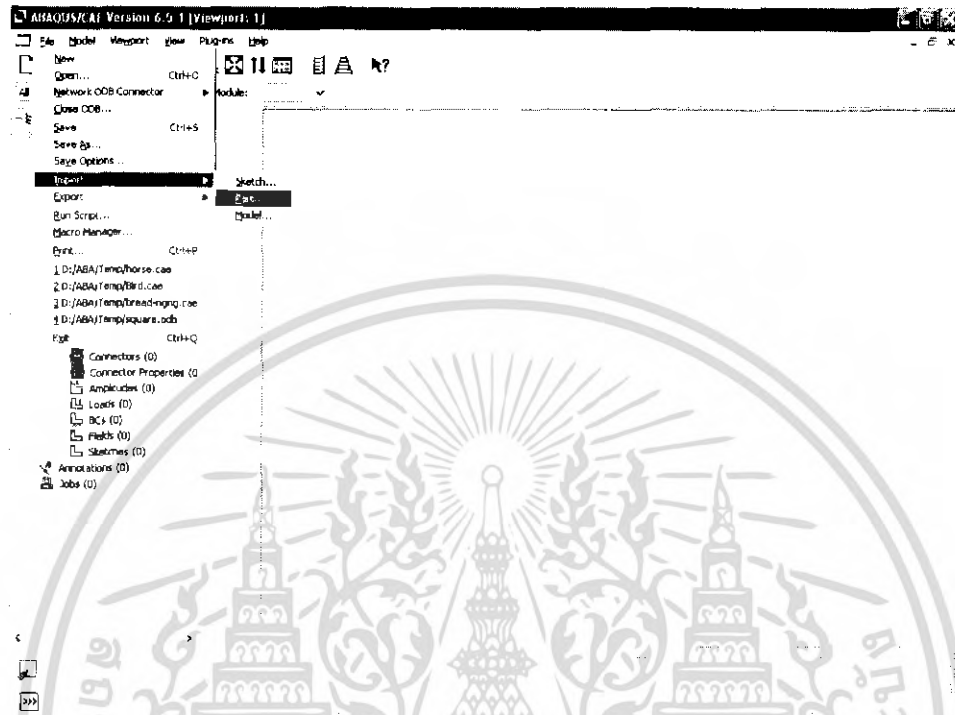 ABAQUS/CAE Version 6.5-1 [Viewport: 1]
File Model Viewport View Plug-ins Help
New
Open... Ctrl+O
Network ODB Connector
Module:
All
Close ODB...
Save Ctrl+S
Save As...
Save Options...
Import
Sketch...
Export
Part...
Run Script...
Model...
Macro Manager...
Print... Ctrl+P
1 D:/ABA/Temp/horse.cae
2 D:/ABA/Temp/Bird.cae
3 D:/ABA/Temp/bread-ngng.cae
4 D:/ABA/Temp/square.odb
Exit Ctrl+Q
Connectors (0)
Connector Properties (0
Amplitudes (0)
Loads (0)
BCs (0)
Fields (0)
Sketches (0)
Annotations (0)
Jobs (0)
>>>